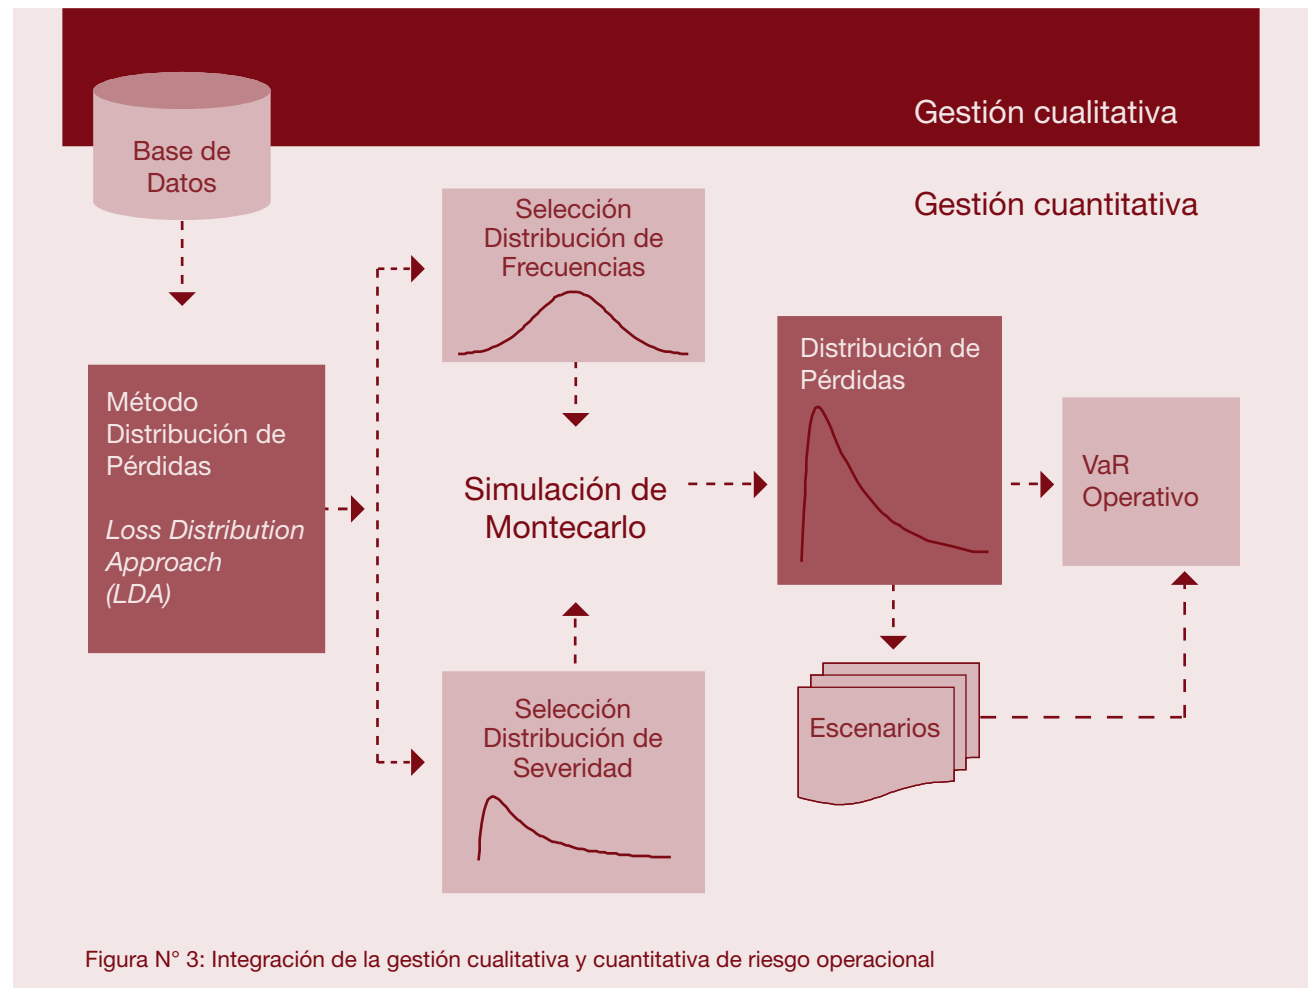 Gestión cualitativa
Base de
Datos
Gestión cuantitativa
Selección
Distribución de
Frecuencias
Método
Distribución de
Pérdidas
Loss Distribution
Approach
(LDA)
Simulación de
Montecarlo
Distribución de
Pérdidas
VaR
Operativo
Selección
Distribución de
Severidad
Escenarios
Figura N° 3: Integración de la gestión cualitativa y cuantitativa de riesgo operacional